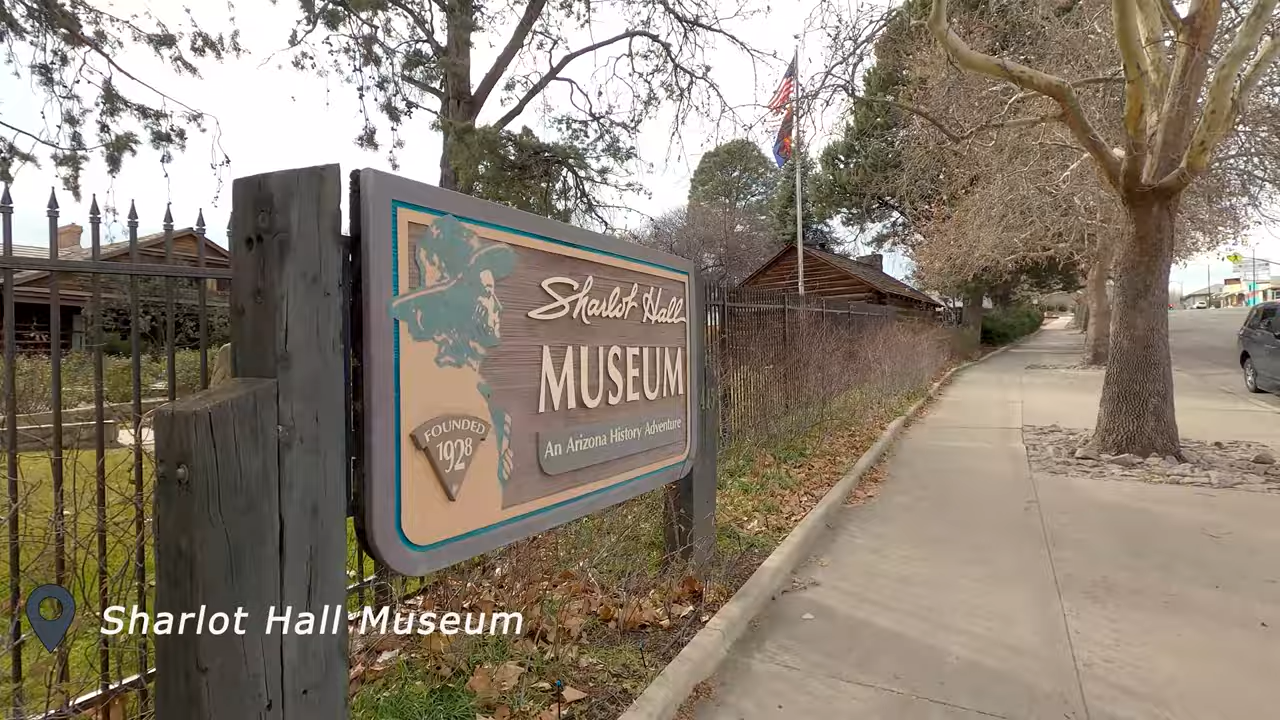 Sharlot Hall
MUSEUM
An Arizona History Adventure
FOUNDED
1928
Sharlot Hall Museum